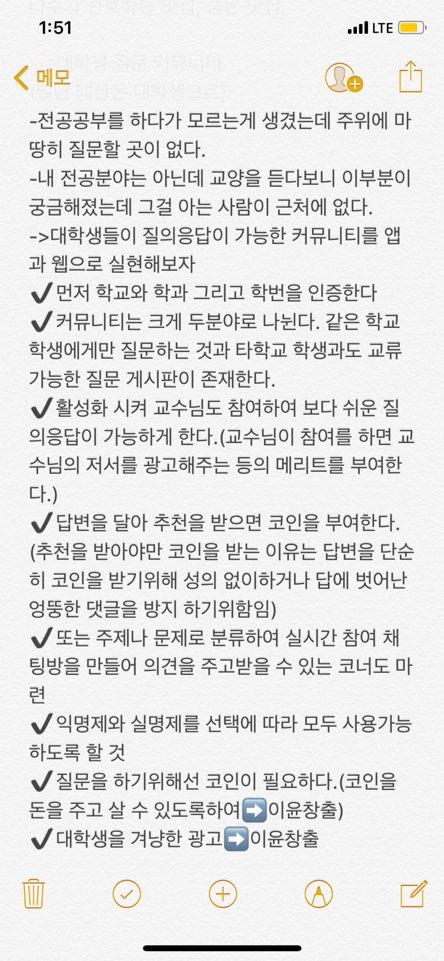 1:51
LTE
메모
-전공공부를 하다가 모르는게 생겼는데 주위에 마
땅히 질문할 곳이 없다.
-내 전공분야는 아닌데 교양을 듣다보니 이부분이
궁금해졌는데 그걸 아는 사람이 근처에 없다.
->대학생들이 질의응답이 가능한 커뮤니티를 앱
과 웹으로 실현해보자
✔️먼저 학교와 학과 그리고 학번을 인증한다
✔️커뮤니티는 크게 두분야로 나뉜다. 같은 학교
학생에게만 질문하는 것과 타학교 학생과도 교류
가능한 질문 게시판이 존재한다.
✔️활성화 시켜 교수님도 참여하여 보다 쉬운 질
의응답이 가능하게 한다.(교수님이 참여를 하면 교
수님의 저서를 광고해주는 등의 메리트를 부여한
다.)
✔️답변을 달아 추천을 받으면 코인을 부여한다.
(추천을 받아야만 코인을 받는 이유는 답변을 단순
히 코인을 받기위해 성의 없이하거나 답에 벗어난
엉뚱한 댓글을 방지 하기위함임)
✔️또는 주제나 문제로 분류하여 실시간 참여 채
팅방을 만들어 의견을 주고받을 수 있는 코너도 마
련
✔️익명제와 실명제를 선택에 따라 모두 사용가능
하도록 할 것
✔️질문을 하기위해선 코인이 필요하다.(코인을
돈을 주고 살 수 있도록하여➡️이윤창출)
✔️대학생을 겨냥한 광고➡️이윤창출